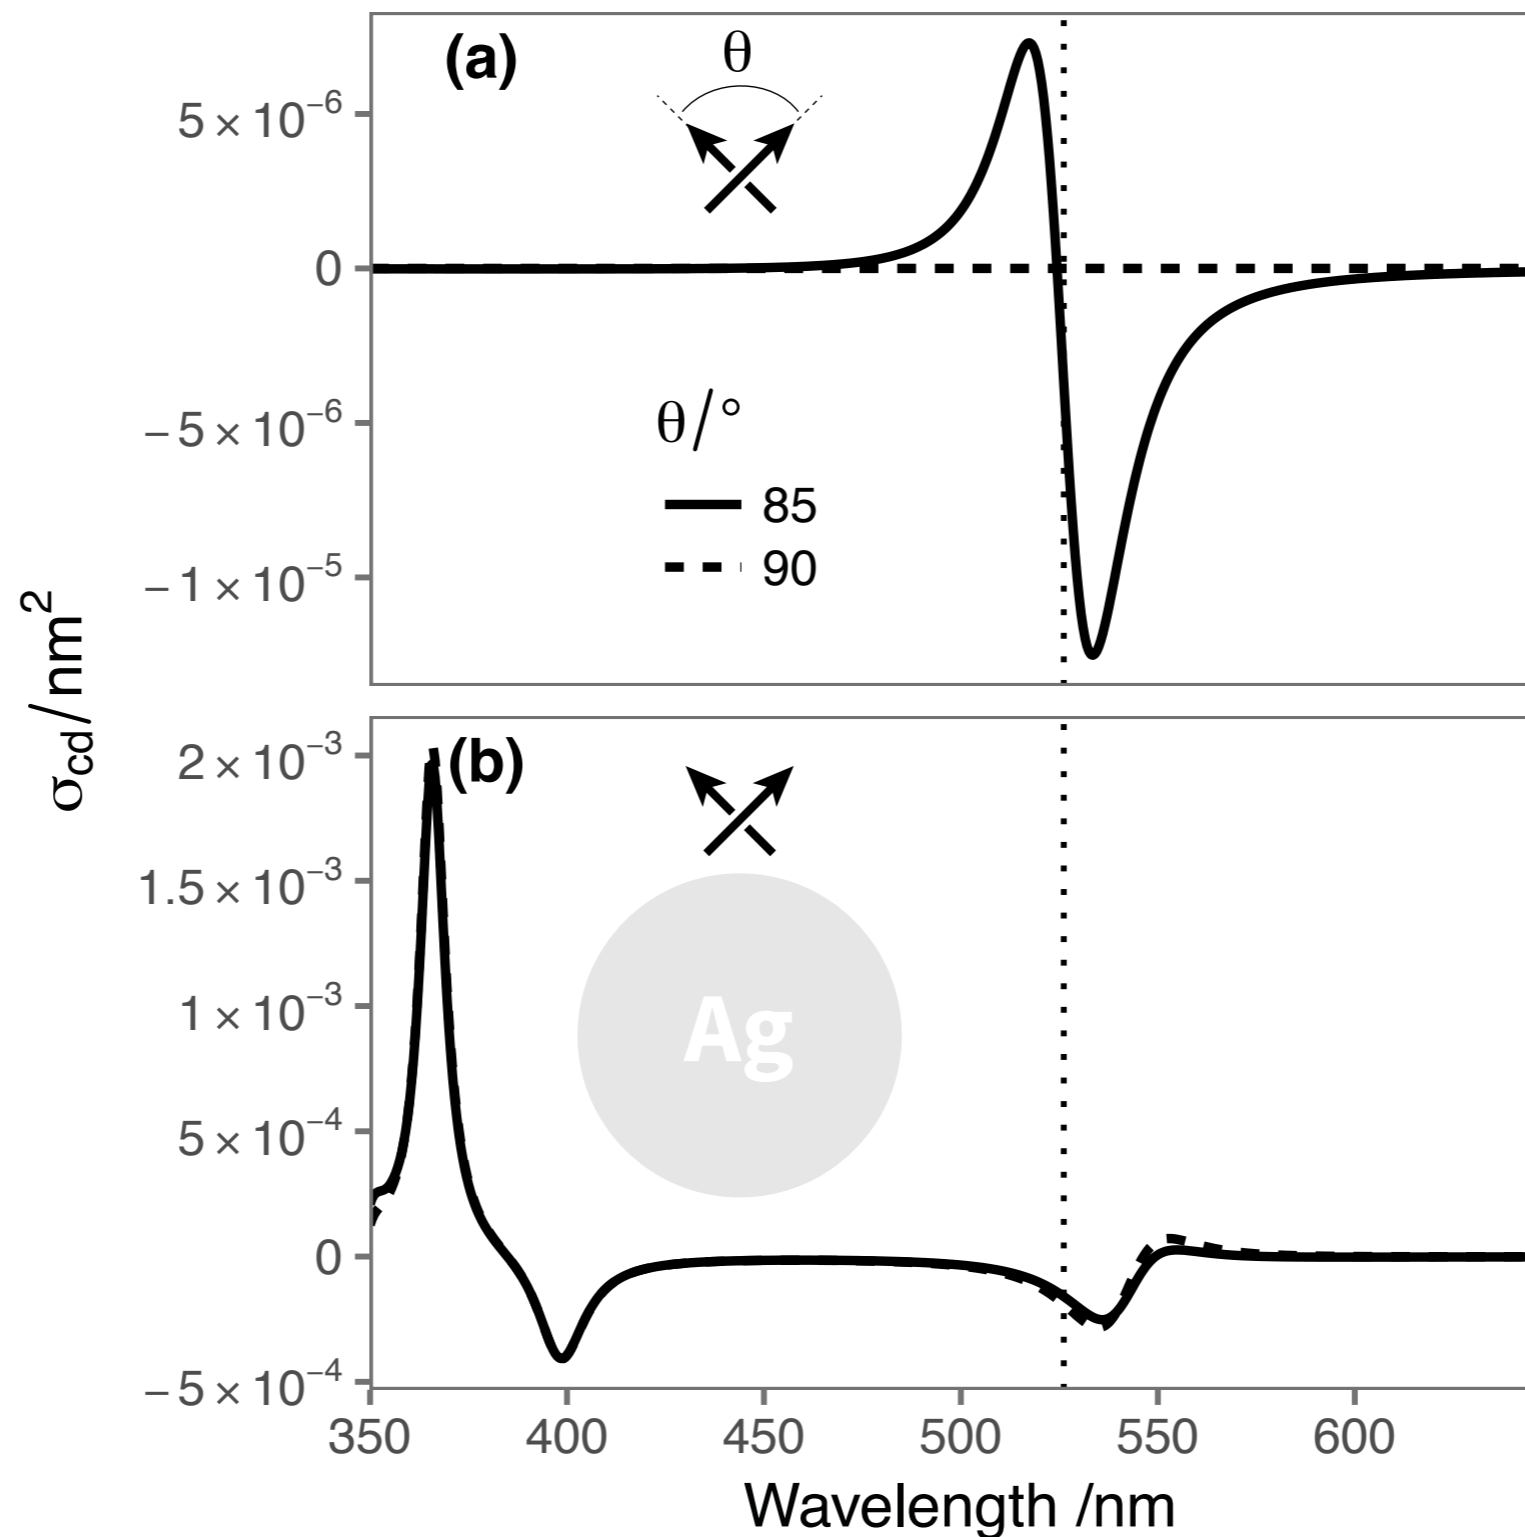 (a)
θ
5 × 10⁻⁶
0
− 5 × 10⁻⁶
− 1 × 10⁻⁵
θ/°
85
90
σcd / nm²
(b)
2 × 10⁻³
1.5 × 10⁻³
1 × 10⁻³
5 × 10⁻⁴
0
− 5 × 10⁻⁴
Ag
350 400 450 500 550 600
Wavelength /nm